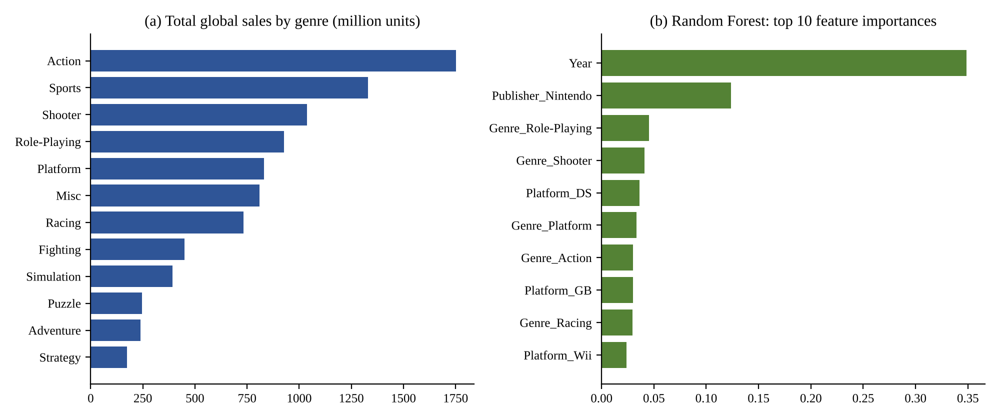 (a) Total global sales by genre (million units)
Action
Sports
Shooter
Role-Playing
Platform
Misc
Racing
Fighting
Simulation
Puzzle
Adventure
Strategy
0 250 500 750 1000 1250 1500 1750
(b) Random Forest: top 10 feature importances
Year
Publisher_Nintendo
Genre_Role-Playing
Genre_Shooter
Platform_DS
Genre_Platform
Genre_Action
Platform_GB
Genre_Racing
Platform_Wii
0.00 0.05 0.10 0.15 0.20 0.25 0.30 0.35